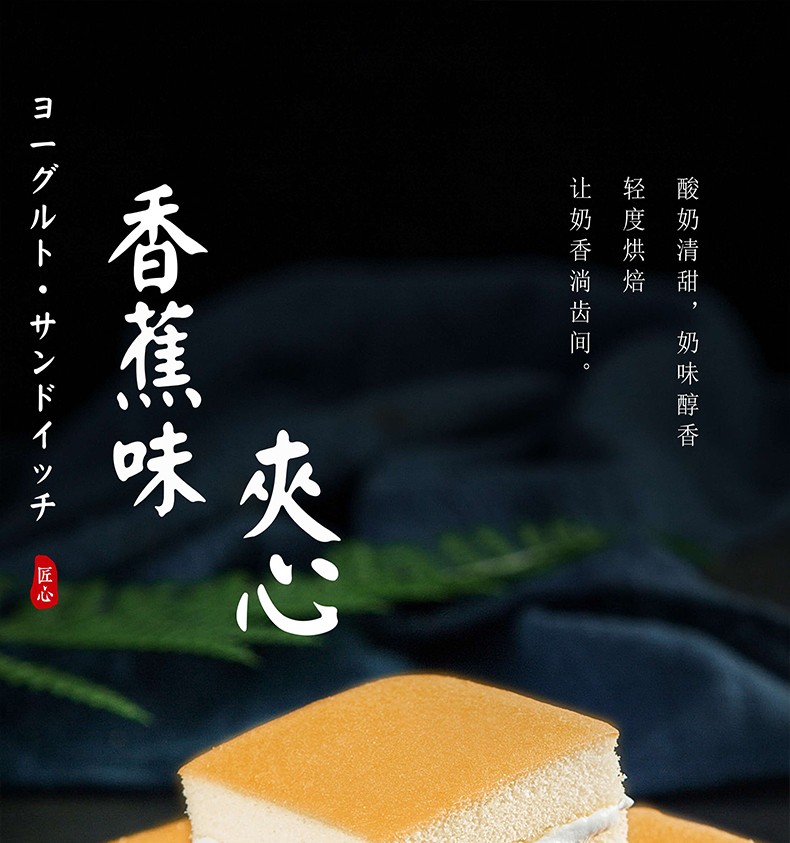 ヨーグルト・サンドイッチ
匠心
香蕉味
夾心
酸奶清甜，奶味醇香
轻度烘焙
让奶香淌齿间。